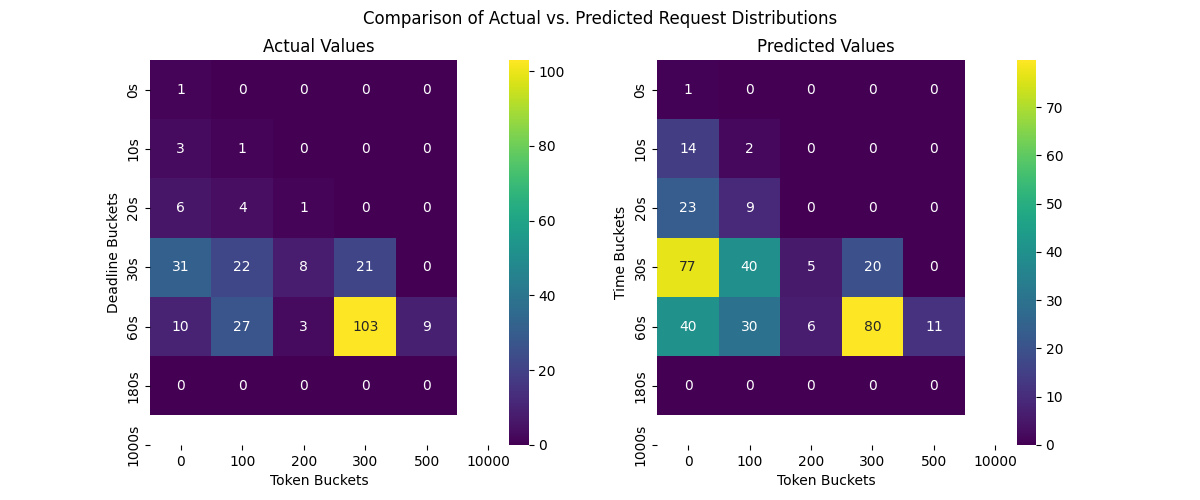 Comparison of Actual vs. Predicted Request Distributions
Actual Values
Deadline Buckets
0s 1 0 0 0 0
10s 3 1 0 0 0
20s 6 4 1 0 0
30s 31 22 8 21 0
60s 10 27 3 103 9
180s 0 0 0 0 0
1000s
0 100 200 300 500 10000
Token Buckets
100
80
60
40
20
0
Predicted Values
Time Buckets
0s 1 0 0 0 0
10s 14 2 0 0 0
20s 23 9 0 0 0
30s 77 40 5 20 0
60s 40 30 6 80 11
180s 0 0 0 0 0
1000s
0 100 200 300 500 10000
Token Buckets
70
60
50
40
30
20
10
0